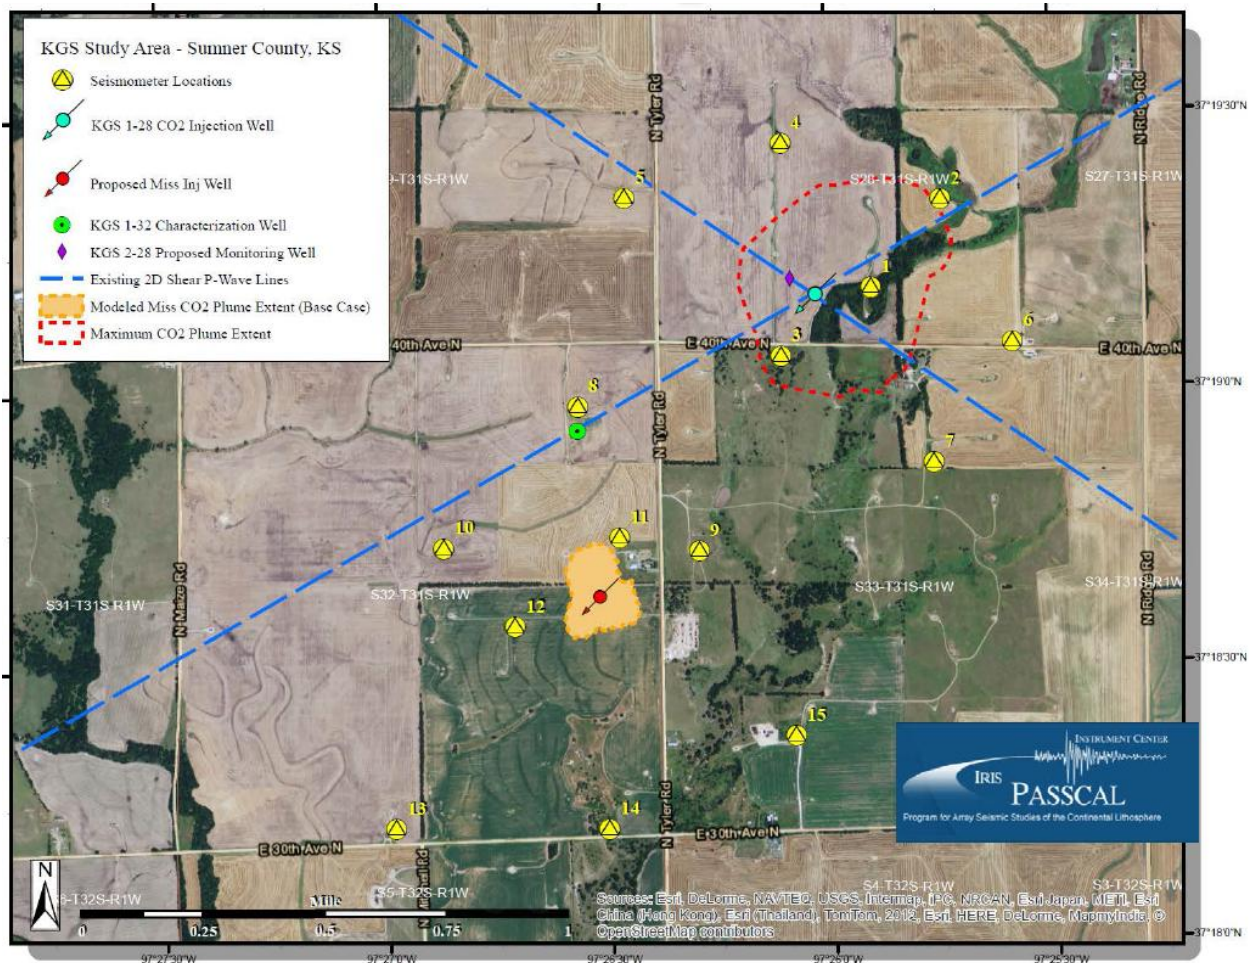 KGS Study Area - Sumner County, KS
Seismometer Locations
KGS 1-28 CO2 Injection Well
Proposed Miss Inj Well
KGS 1-32 Characterization Well
KGS 2-28 Proposed Monitoring Well
Existing 2D Shear P-Wave Lines
Modeled Miss CO2 Plume Extent (Base Case)
Maximum CO2 Plume Extent
N Tyler Rd
N Ridge Rd
37°19'30"N
4
5
9-T31S-R1W
S28-T31S-R1W
2
S27-T31S-R1W
1
6
3
40th Ave N
E 40th Ave N
E 40th Ave N
37°19'0"N
8
N Tyler Rd
7
10
11
9
N Maize Rd
S31-T31S-R1W
S32-T31S-R1W
S33-T31S-R1W
S34-T31S-R1W
N Ridge Rd
12
37°18'30"N
15
INSTRUMENT CENTER
IRIS
PASSCAL
Program for Array Seismic Studies of the Continental Lithosphere
13
14
N Tyler Rd
E 30th Ave N
E 30th Ave N
N
6-T32S-R1W
S5-T32S-R1W
S4-T32S-R1W
S3-T32S-R1W
Mile
0 0.25 0.5 0.75 1
Sources: Esri, DeLorme, NAVTEQ, USGS, Intermap, iPC, NRCAN, Esri Japan, METI, Esri
China (Hong Kong), Esri (Thailand), TomTom, 2012, Esri, HERE, DeLorme, MapmyIndia, ©
OpenStreetMap contributors
37°18'0"N
97°27'30"W
97°27'0"W
97°26'30"W
97°26'0"W
97°25'30"W